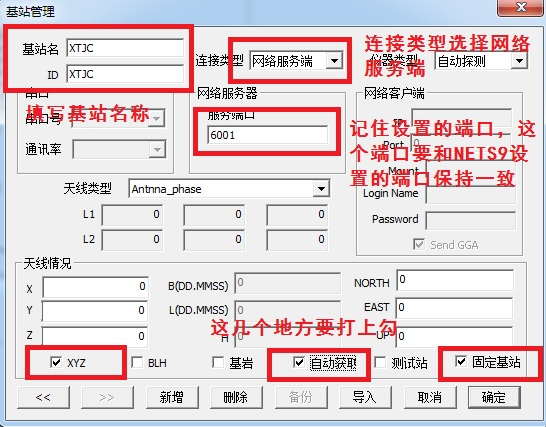 基站管理
基站名 XTJC
ID XTJC
填写基站名称
连接类型 网络服务端
连接类型选择网络
服务端
仪器类型 自动探测
串口
串口号
通讯率
网络服务器
服务端口
6001
网络客户端
IP
Port 0
Mount
Login Name
Password
Send GGA
记住设置的端口，这
个端口要和NETS9设
置的端口保持一致
天线类型 Antnna_phase
L1 0 0 0
L2 0 0 0
天线情况
X 0 B(DD.MMSS) 0 NORTH 0
Y 0 L(DD.MMSS) 0 EAST 0
Z 0 H 0 UP 0
这几个地方要打上勾
XYZ BLH 基岩 自动获取 测试站 固定基站
<< >> 新增 删除 备份 导入 取消 确定